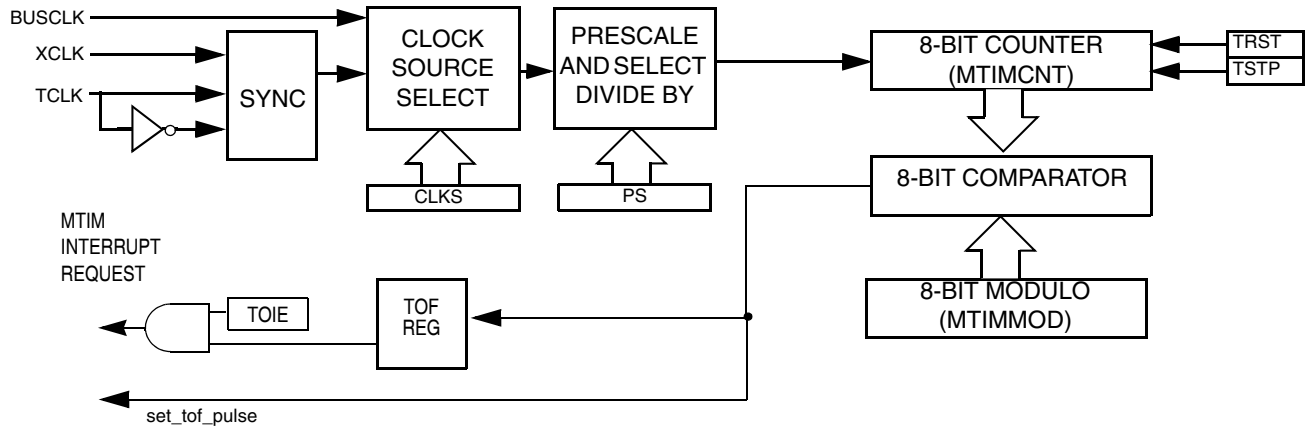 BUSCLK
XCLK
TCLK
SYNC
CLOCK
SOURCE
SELECT
CLKS
PRESCALE
AND SELECT
DIVIDE BY
PS
8-BIT COUNTER
(MTIMCNT)
TRST
TSTP
8-BIT COMPARATOR
8-BIT MODULO
(MTIMMOD)
MTIM
INTERRUPT
REQUEST
TOIE
TOF
REG
set_tof_pulse